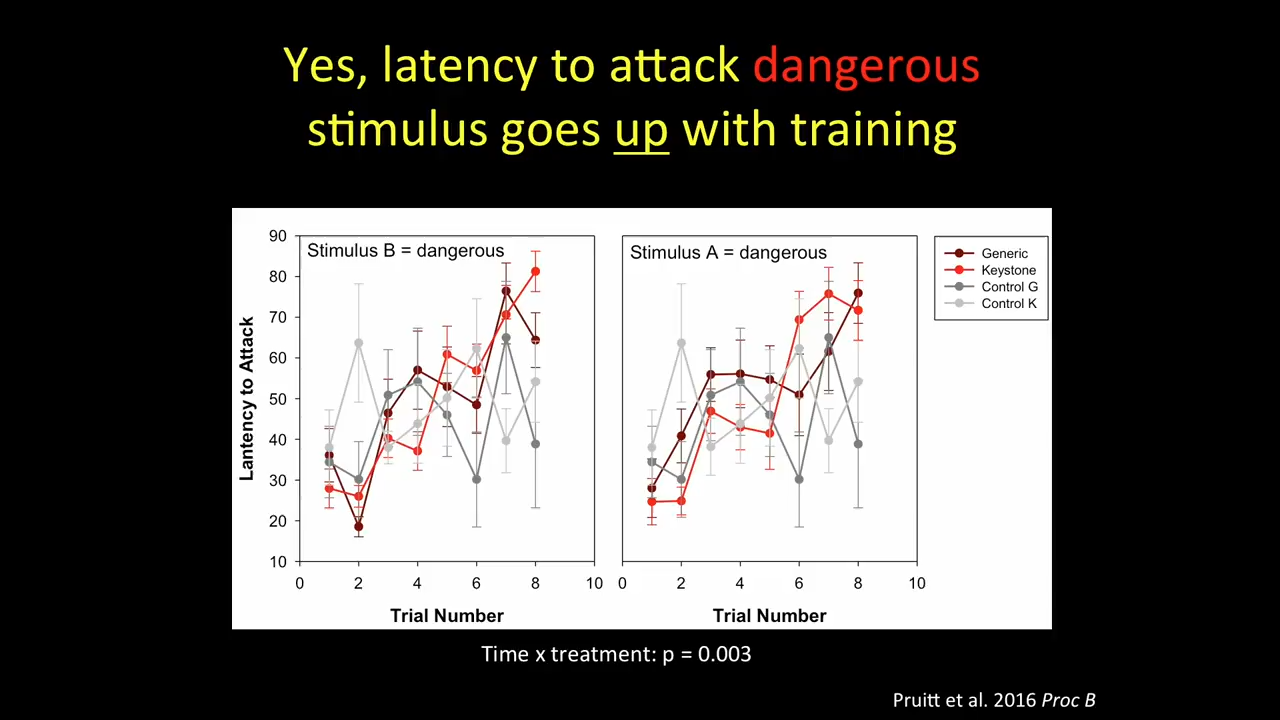 Yes, latency to attack dangerous
stimulus goes up with training
Stimulus B = dangerous
Stimulus A = dangerous
Generic
Keystone
Control G
Control K
Lantency to Attack
90
80
70
60
50
40
30
20
10
0 2 4 6 8 10
0 2 4 6 8 10
Trial Number
Trial Number
Time x treatment: p = 0.003
Pruitt et al. 2016 Proc B